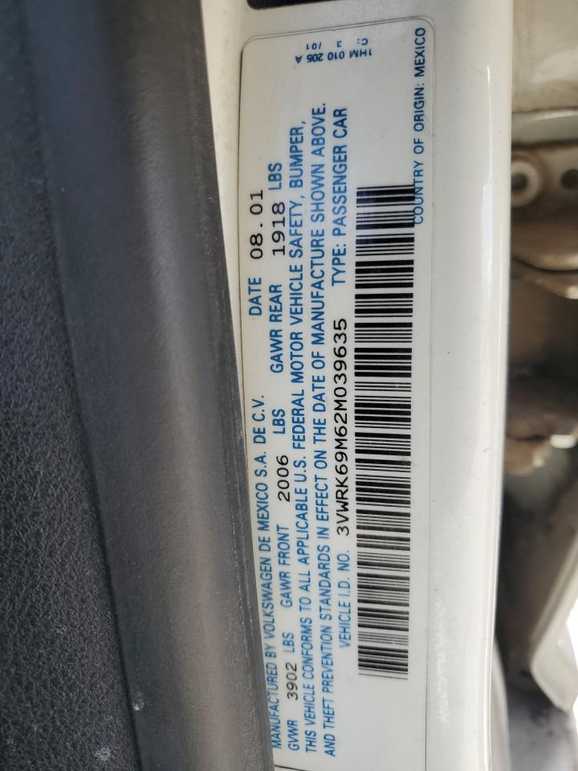 1HM 010 205 A
C: 2 /01
MANUFACTURED BY VOLKSWAGEN DE MEXICO S.A. DE C.V. DATE 08.01
GVWR 3902 LBS GAWR FRONT 2006 LBS GAWR REAR 1918 LBS
THIS VEHICLE CONFORMS TO ALL APPLICABLE U.S. FEDERAL MOTOR VEHICLE SAFETY, BUMPER,
AND THEFT PREVENTION STANDARDS IN EFFECT ON THE DATE OF MANUFACTURE SHOWN ABOVE.
VEHICLE I.D. NO. 3VWRK69M62M039635 TYPE: PASSENGER CAR
COUNTRY OF ORIGIN: MEXICO